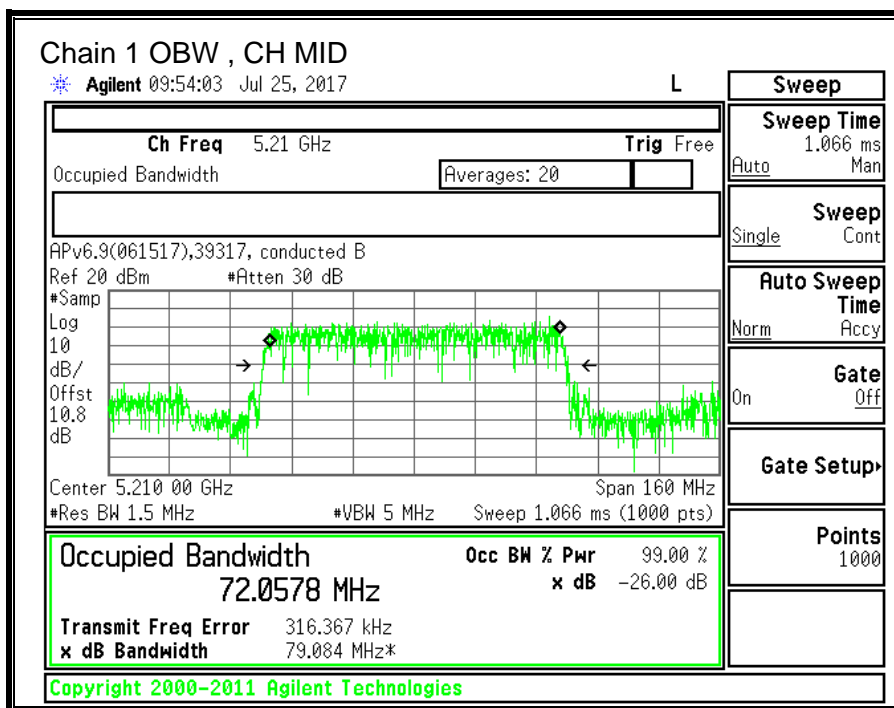 Chain 1 OBW , CH MID
Agilent 09:54:03 Jul 25, 2017 L
Ch Freq 5.21 GHz Trig Free
Occupied Bandwidth Averages: 20
APv6.9(061517),39317, conducted B
Ref 20 dBm #Atten 30 dB
#Samp
Log
10
dB/
Offst
10.8
dB
Center 5.210 00 GHz Span 160 MHz
#Res BW 1.5 MHz #VBW 5 MHz Sweep 1.066 ms (1000 pts)
Occupied Bandwidth Occ BW % Pwr 99.00 %
72.0578 MHz x dB -26.00 dB
Transmit Freq Error 316.367 kHz
x dB Bandwidth 79.084 MHz*
Copyright 2000-2011 Agilent Technologies
Sweep
Sweep Time
1.066 ms
Auto Man
Sweep
Single Cont
Auto Sweep
Time
Norm Accy
Gate
On Off
Gate Setup
Points
1000